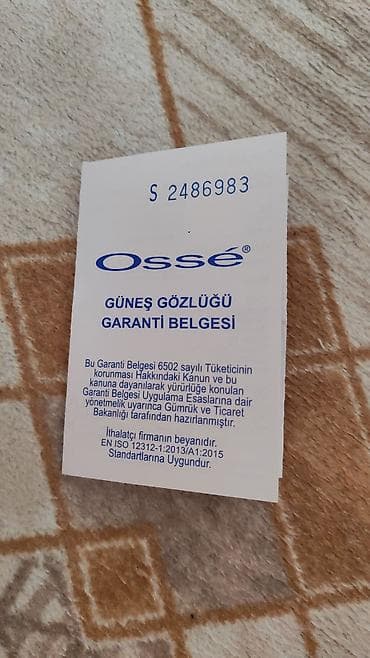 S 2486983
Ossé®
GÜNEŞ GÖZLÜĞÜ
GARANTİ BELGESİ
Bu Garanti Belgesi 6502 sayılı Tüketicinin
korunması Hakkındaki Kanun ve bu
kanuna dayanılarak yürürlüğe konulan
Garanti Belgesi Uygulama Esaslarına dair
yönetmelik uyarınca Gümrük ve Ticaret
Bakanlığı tarafından hazırlanmıştır.
İthalatçı firmanın beyanıdır.
EN ISO 12312-1:2013/A1:2015
Standartlarına Uygundur.